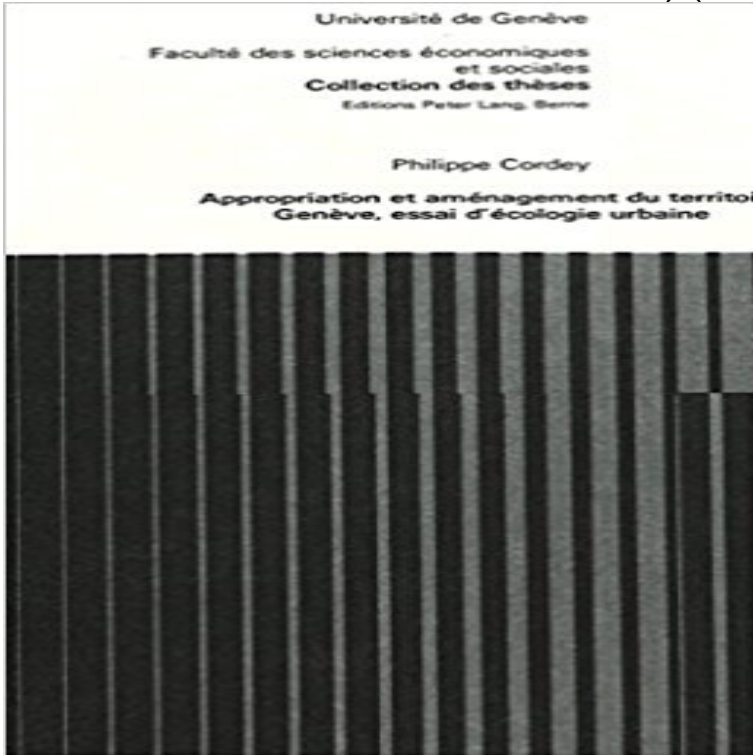 Université de Genève
Faculté des sciences économiques
et sociales
Collection des thèses
Editions Peter Lang, Berne
Philippe Cordey
Appropriation et aménagement du territoi
Genève, essai d'écologie urbaine